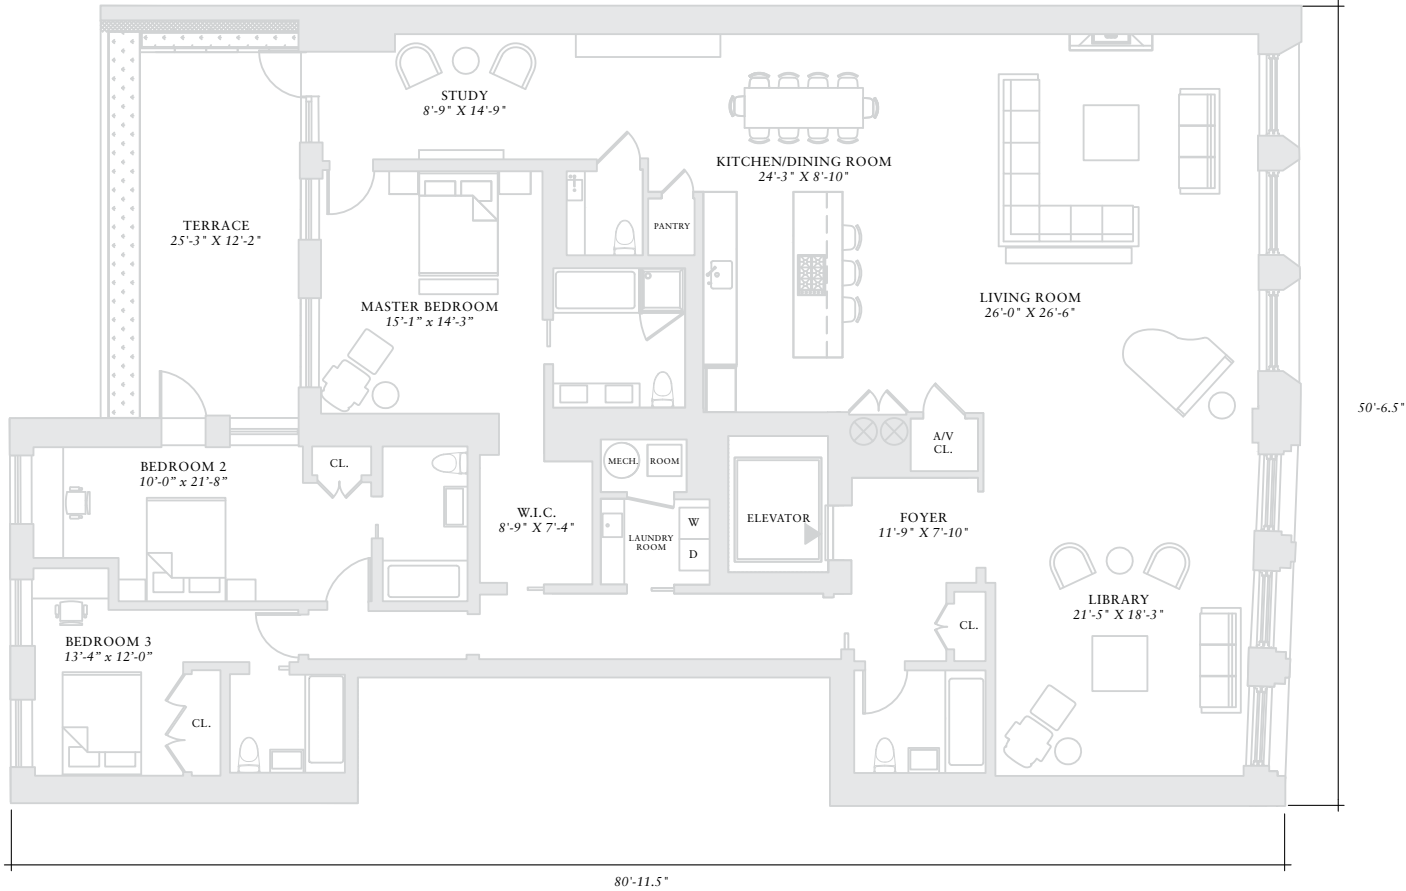 STUDY
8'-9" X 14'-9"
KITCHEN/DINING ROOM
24'-3" X 8'-10"
TERRACE
25'-3" X 12'-2"
PANTRY
MASTER BEDROOM
15'-1” x 14'-3”
LIVING ROOM
26'-0" X 26'-6"
50'-6.5"
A/V
CL.
BEDROOM 2
10'-0” x 21'-8”
CL.
MECH.
ROOM
W.I.C.
8'-9" X 7'-4"
LAUNDRY
ROOM
W
D
ELEVATOR
FOYER
11'-9" X 7'-10"
LIBRARY
21'-5" X 18'-3"
CL.
BEDROOM 3
13'-4” x 12'-0”
CL.
80'-11.5"